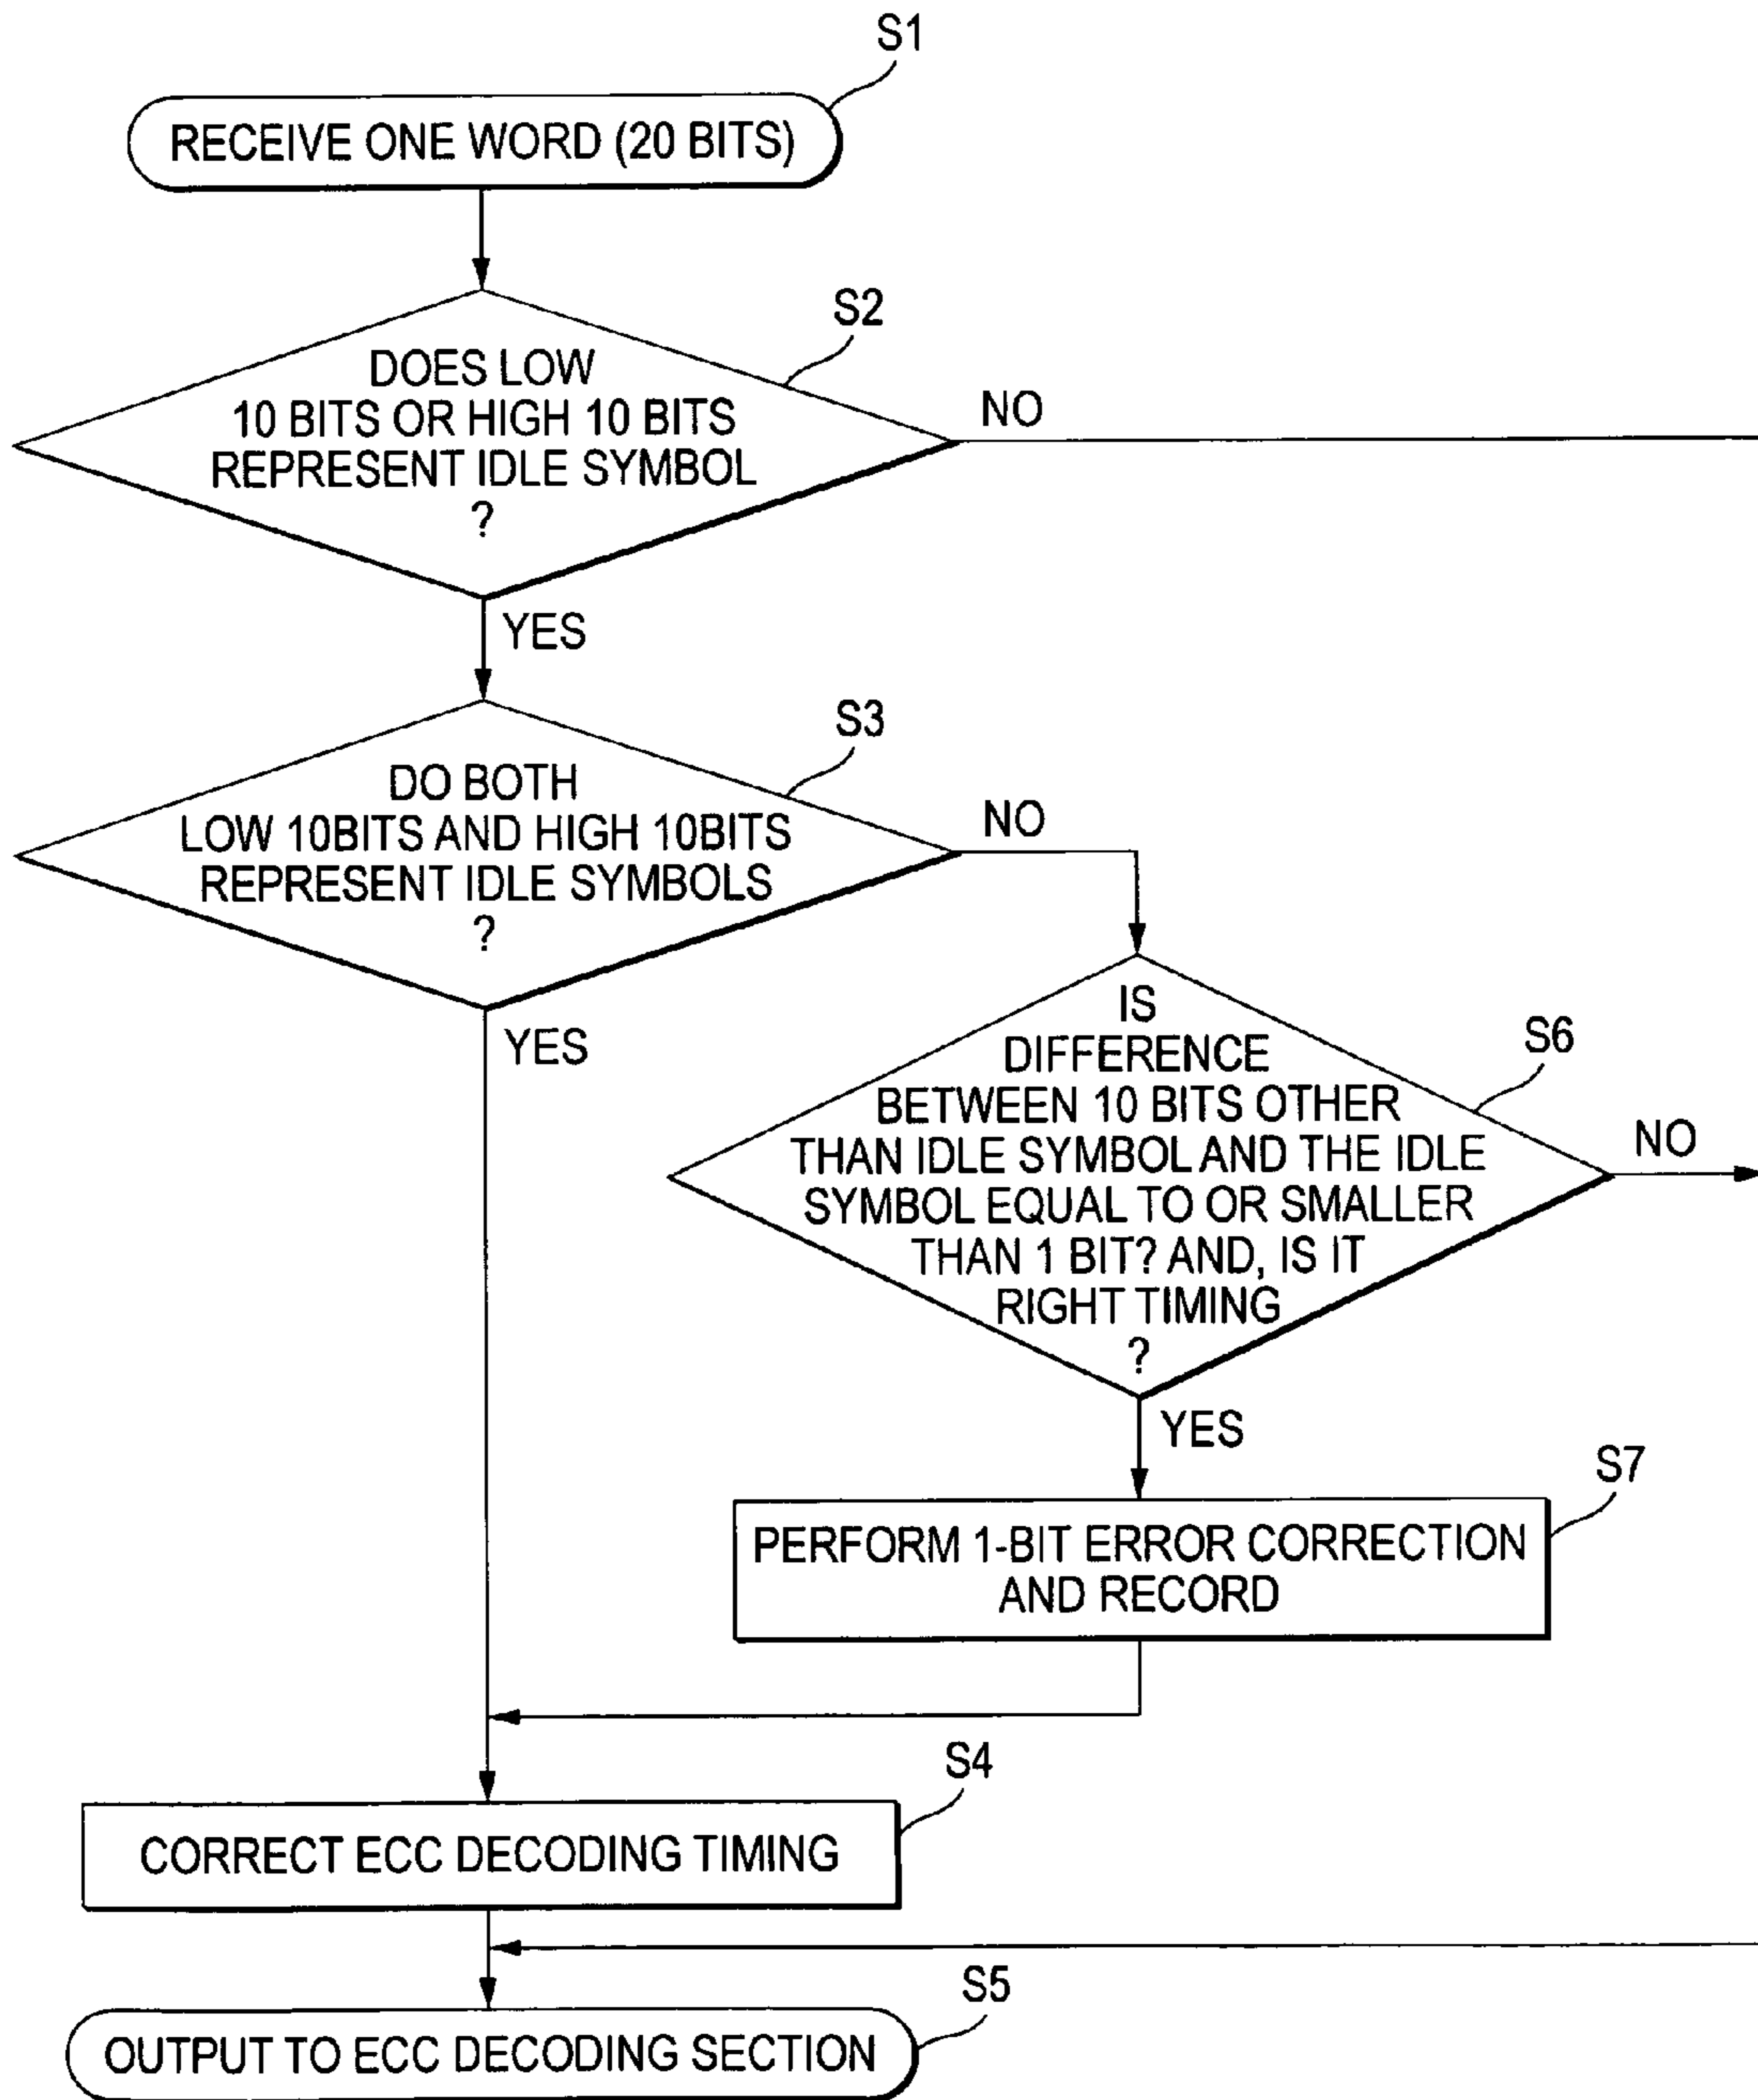 S1
RECEIVE ONE WORD (20 BITS)
S2
DOES LOW
10 BITS OR HIGH 10 BITS
REPRESENT IDLE SYMBOL
?
NO
YES
S3
DO BOTH
LOW 10BITS AND HIGH 10BITS
REPRESENT IDLE SYMBOLS
?
NO
YES
S6
IS
DIFFERENCE
BETWEEN 10 BITS OTHER
THAN IDLE SYMBOL AND THE IDLE
SYMBOL EQUAL TO OR SMALLER
THAN 1 BIT? AND, IS IT
RIGHT TIMING
?
NO
YES
S7
PERFORM 1-BIT ERROR CORRECTION
AND RECORD
S4
CORRECT ECC DECODING TIMING
S5
OUTPUT TO ECC DECODING SECTION